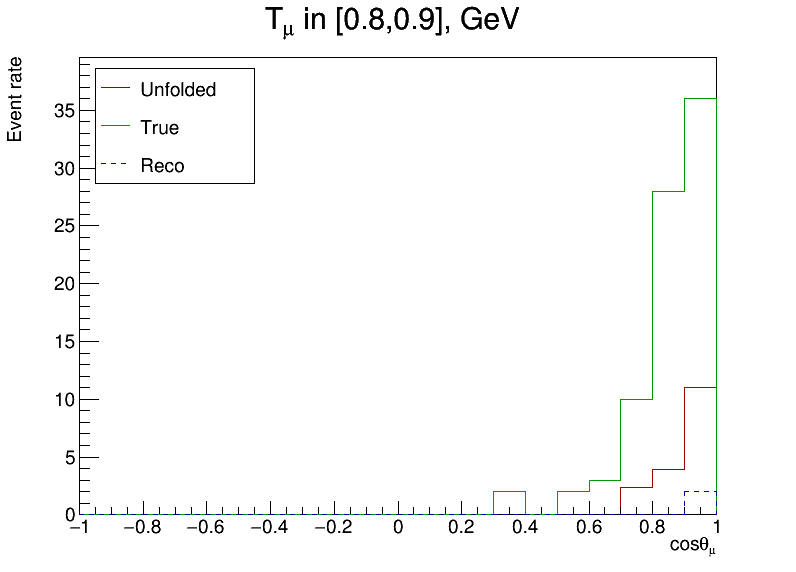 T_μ in [0.8,0.9], GeV
Event rate
Unfolded
True
Reco
35
30
25
20
15
10
5
0
−1 −0.8 −0.6 −0.4 −0.2 0 0.2 0.4 0.6 0.8 1
cosθ_μ